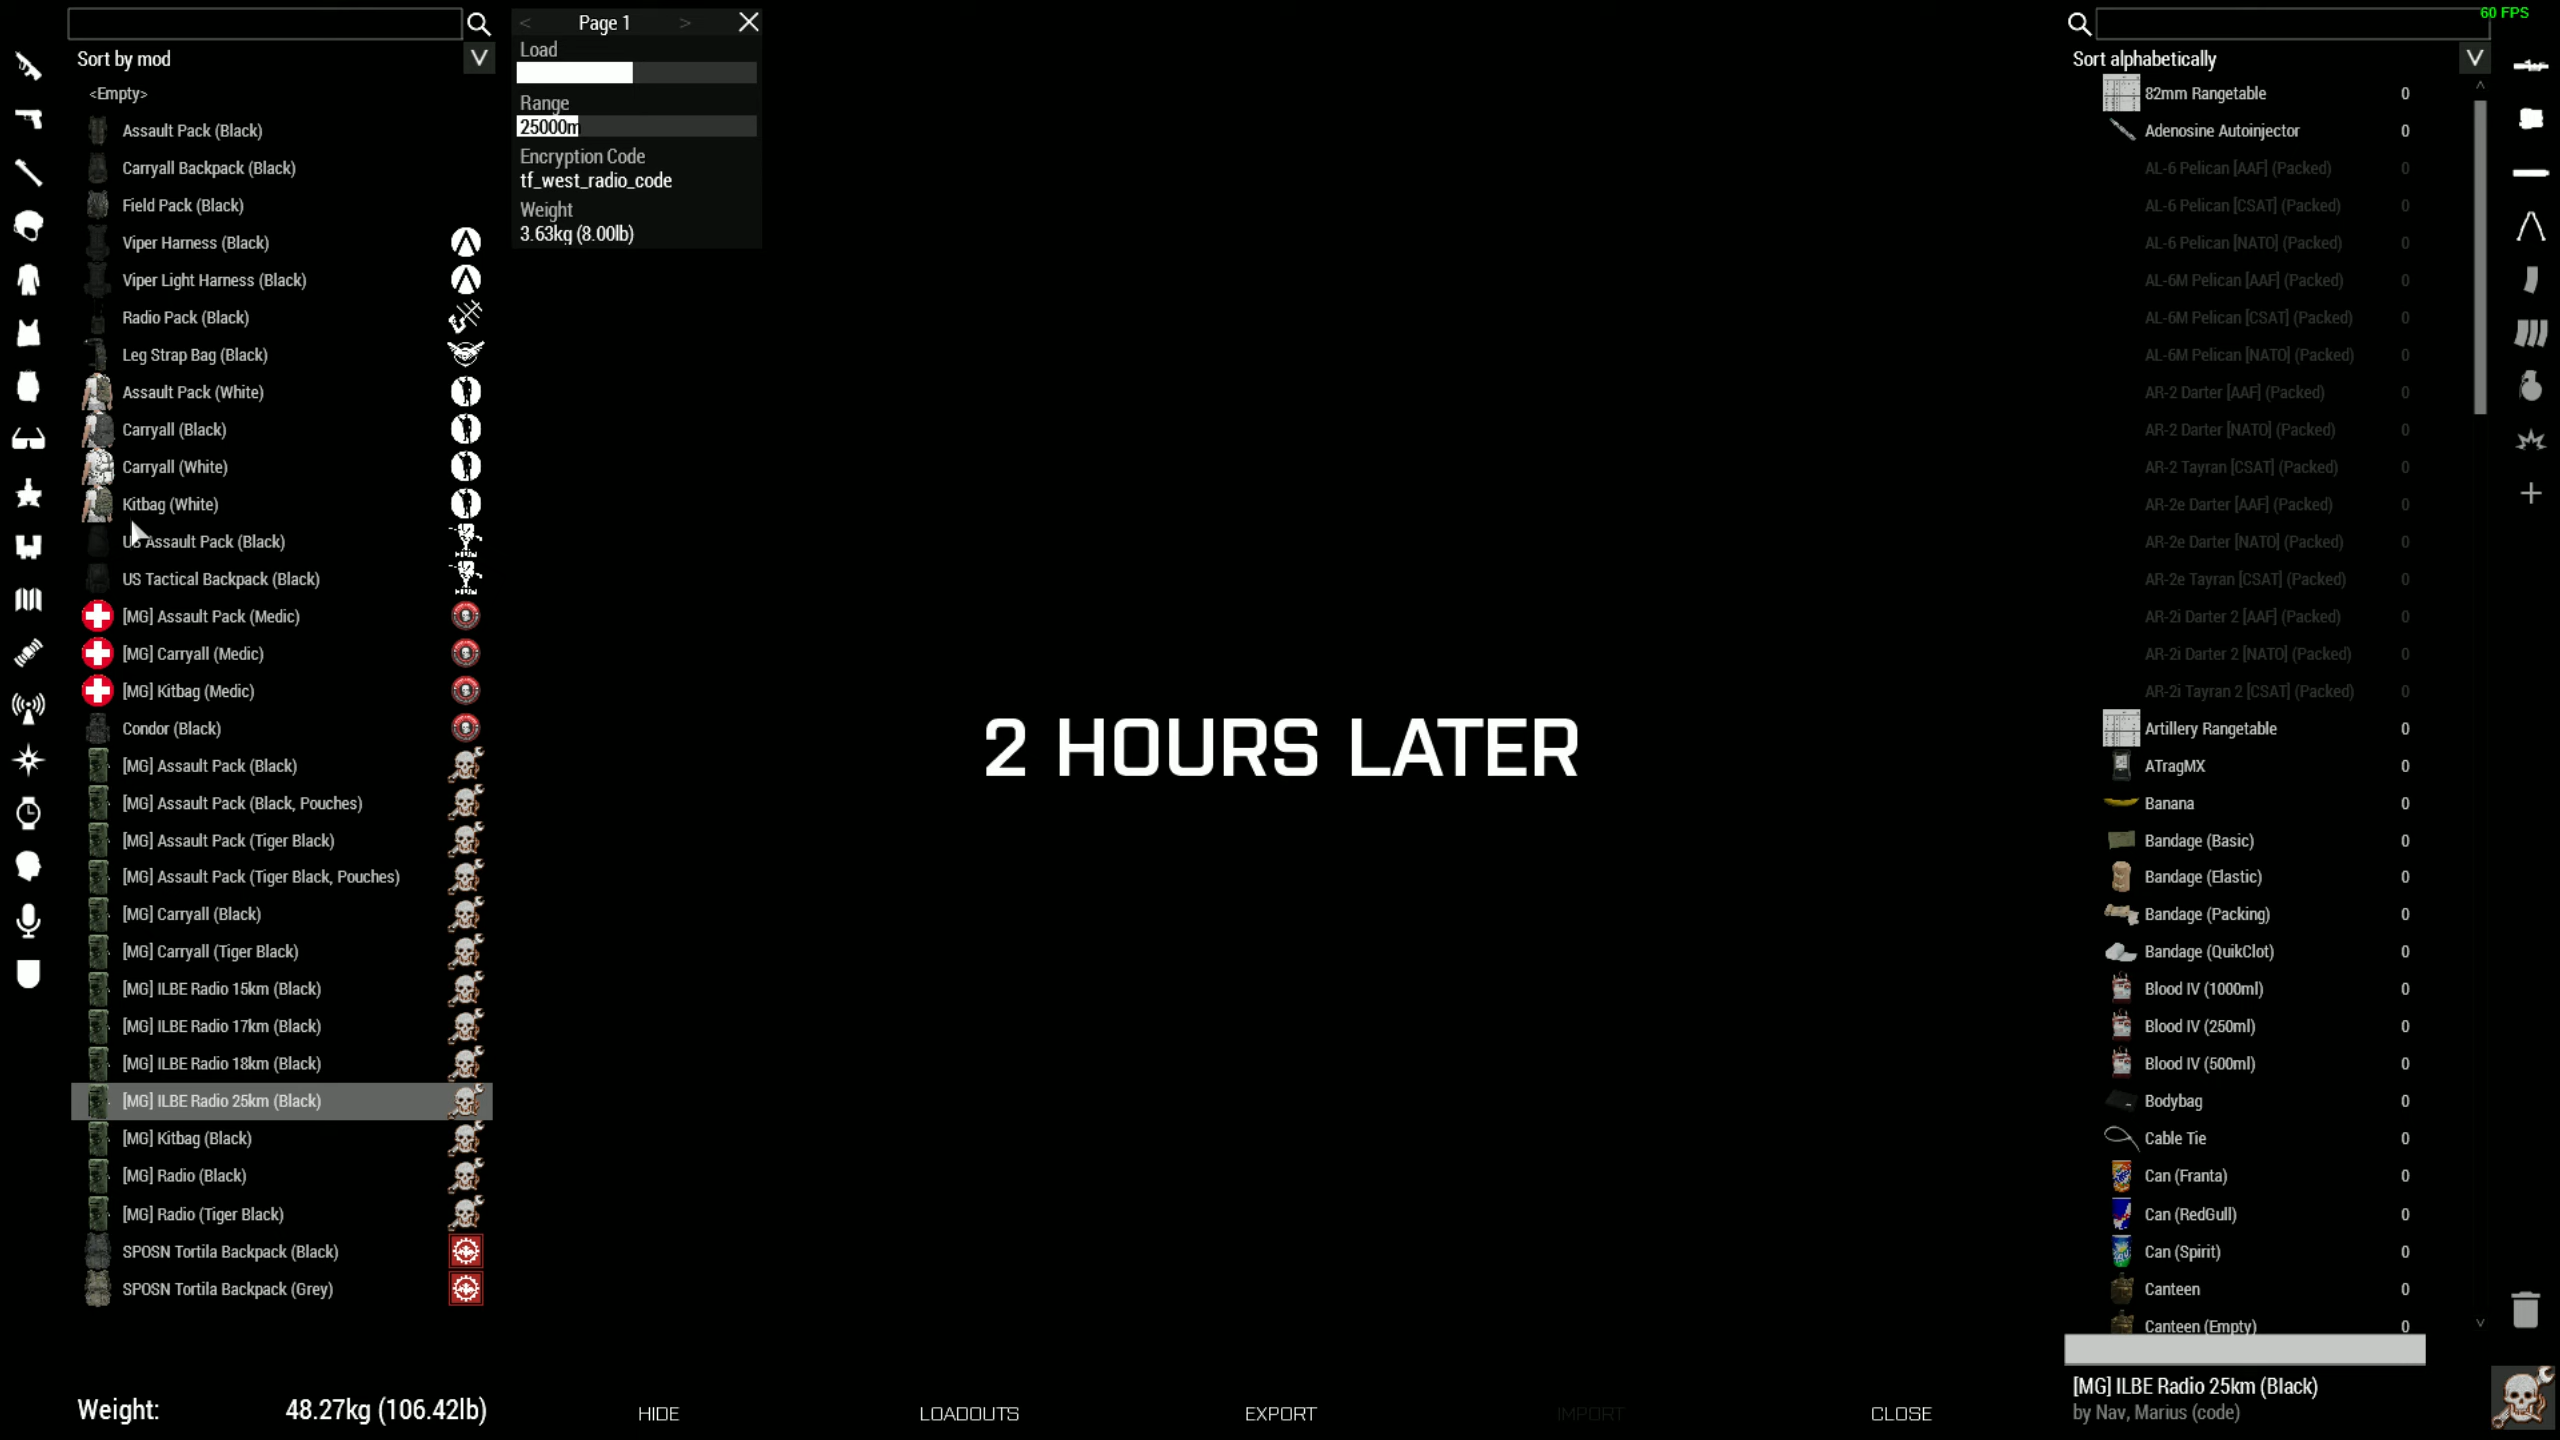 Sort by mod
V
<Empty>
Assault Pack (Black)
Carryall Backpack (Black)
Field Pack (Black)
Viper Harness (Black)
Viper Light Harness (Black)
Radio Pack (Black)
Leg Strap Bag (Black)
Assault Pack (White)
Carryall (Black)
Carryall (White)
Kitbag (White)
US Assault Pack (Black)
US Tactical Backpack (Black)
[MG] Assault Pack (Medic)
[MG] Carryall (Medic)
[MG] Kitbag (Medic)
Condor (Black)
[MG] Assault Pack (Black)
[MG] Assault Pack (Black, Pouches)
[MG] Assault Pack (Tiger Black)
[MG] Assault Pack (Tiger Black, Pouches)
[MG] Carryall (Black)
[MG] Carryall (Tiger Black)
[MG] ILBE Radio 15km (Black)
[MG] ILBE Radio 17km (Black)
[MG] ILBE Radio 18km (Black)
[MG] ILBE Radio 25km (Black)
[MG] Kitbag (Black)
[MG] Radio (Black)
[MG] Radio (Tiger Black)
SPOSN Tortila Backpack (Black)
SPOSN Tortila Backpack (Grey)
Weight: 48.27kg (106.42lb)
< Page 1 >
Load
Range
25000m
Encryption Code
tf_west_radio_code
Weight
3.63kg (8.00lb)
2 HOURS LATER
HIDE
LOADOUTS
EXPORT
IMPORT
CLOSE
60 FPS
Sort alphabetically
V
82mm Rangetable 0
Adenosine Autoinjector 0
AL-6 Pelican [AAF] (Packed) 0
AL-6 Pelican [CSAT] (Packed) 0
AL-6 Pelican [NATO] (Packed) 0
AL-6M Pelican [AAF] (Packed) 0
AL-6M Pelican [CSAT] (Packed) 0
AL-6M Pelican [NATO] (Packed) 0
AR-2 Darter [AAF] (Packed) 0
AR-2 Darter [NATO] (Packed) 0
AR-2 Tayran [CSAT] (Packed) 0
AR-2e Darter [AAF] (Packed) 0
AR-2e Darter [NATO] (Packed) 0
AR-2e Tayran [CSAT] (Packed) 0
AR-2i Darter 2 [AAF] (Packed) 0
AR-2i Darter 2 [NATO] (Packed) 0
AR-2i Tayran 2 [CSAT] (Packed) 0
Artillery Rangetable 0
ATragMX 0
Banana 0
Bandage (Basic) 0
Bandage (Elastic) 0
Bandage (Packing) 0
Bandage (QuikClot) 0
Blood IV (1000ml) 0
Blood IV (250ml) 0
Blood IV (500ml) 0
Bodybag 0
Cable Tie 0
Can (Franta) 0
Can (RedGull) 0
Can (Spirit) 0
Canteen 0
Canteen (Empty) 0
[MG] ILBE Radio 25km (Black)
by Nav, Marius (code)